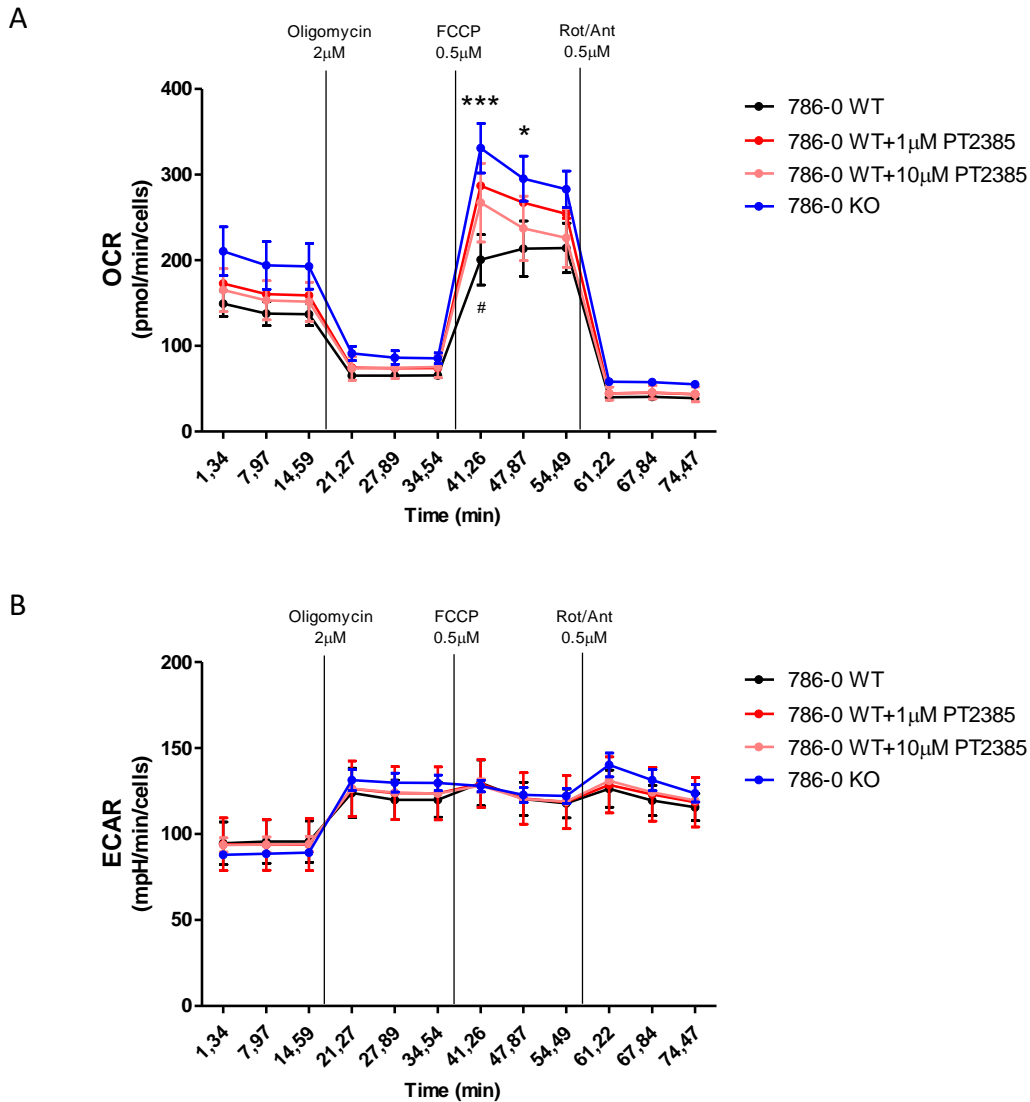 A
Oligomycin
2μM
FCCP
0.5μM
Rot/Ant
0.5μM
400
300
200
100
0
OCR
(pmol/min/cells)
***
*
#
1,34
7,97
14,59
21,27
27,89
34,54
41,26
47,87
54,49
61,22
67,84
74,47
Time (min)
786-0 WT
786-0 WT+1μM PT2385
786-0 WT+10μM PT2385
786-0 KO
B
Oligomycin
2μM
FCCP
0.5μM
Rot/Ant
0.5μM
200
150
100
50
0
ECAR
(mpH/min/cells)
1,34
7,97
14,59
21,27
27,89
34,54
41,26
47,87
54,49
61,22
67,84
74,47
Time (min)
786-0 WT
786-0 WT+1μM PT2385
786-0 WT+10μM PT2385
786-0 KO